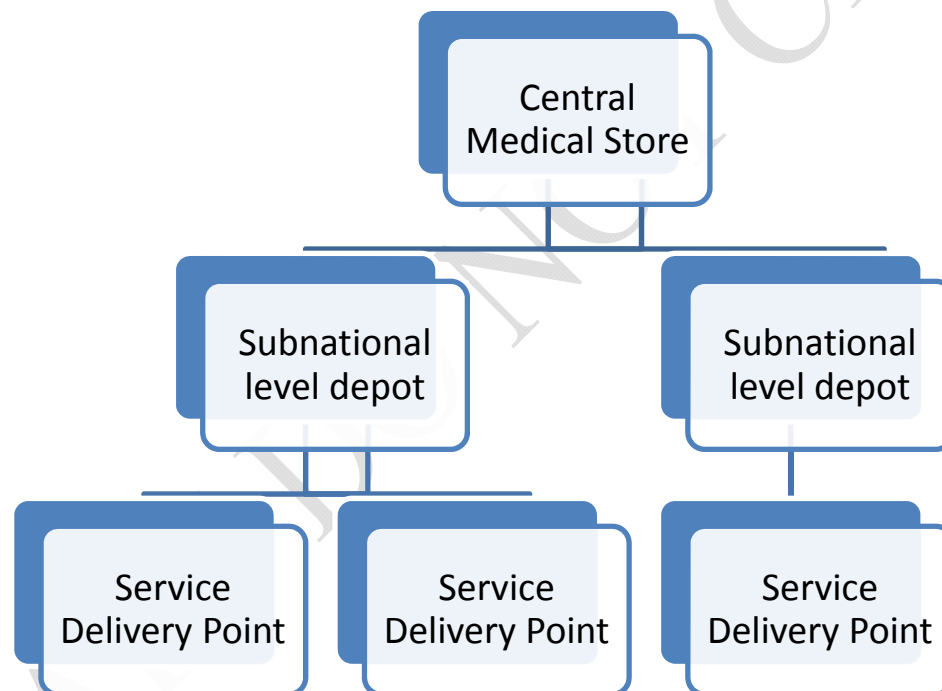 Central
Medical Store
Subnational
level depot
Subnational
level depot
Service
Delivery Point
Service
Delivery Point
Service
Delivery Point